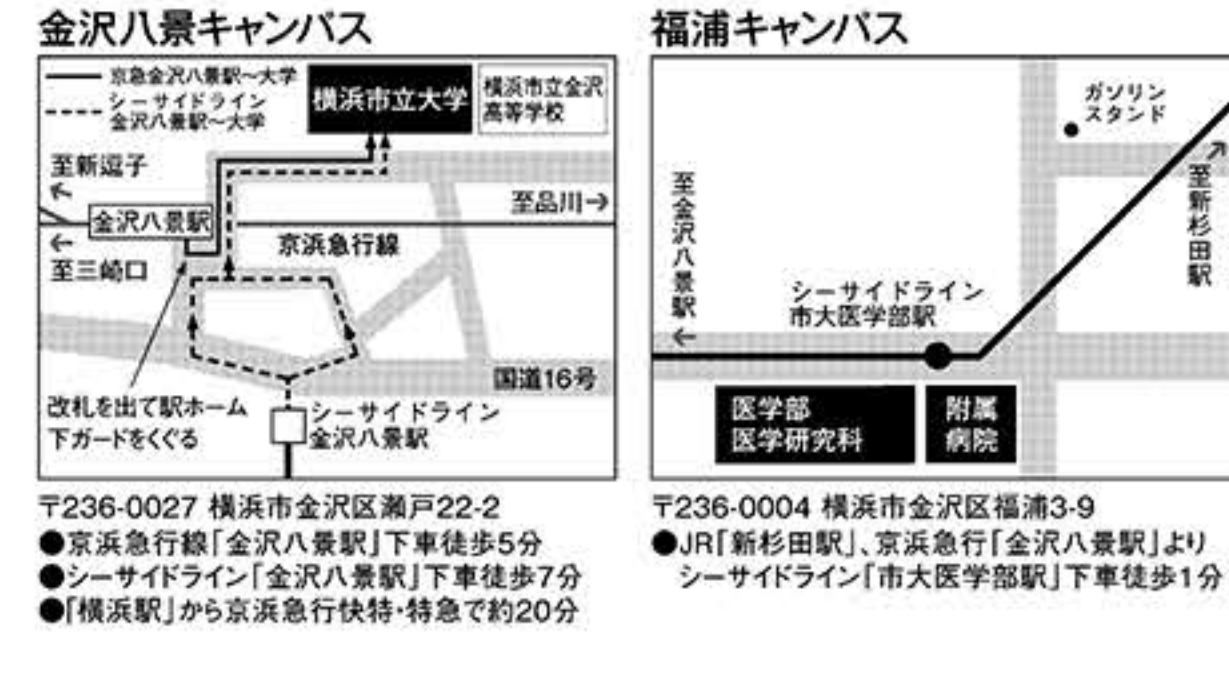 金沢八景キャンパス
京急金沢八景駅〜大学
シーサイドライン
金沢八景駅〜大学
横浜市立大学
横浜市立金沢
高等学校
至新逗子
←
至品川→
金沢八景駅
←
至三崎口
京浜急行線
国道16号
改札を出て駅ホーム
下ガードをくぐる
シーサイドライン
金沢八景駅
〒236-0027 横浜市金沢区瀬戸22-2
●京浜急行線「金沢八景駅」下車徒歩5分
●シーサイドライン「金沢八景駅」下車徒歩7分
●「横浜駅」から京浜急行快特・特急で約20分
福浦キャンパス
ガソリン
スタンド
至金沢八景駅←
至新杉田駅
シーサイドライン
市大医学部駅
医学部
医学研究科
附属
病院
〒236-0004 横浜市金沢区福浦3-9
●JR「新杉田駅」、京浜急行「金沢八景駅」より
シーサイドライン「市大医学部駅」下車徒歩1分